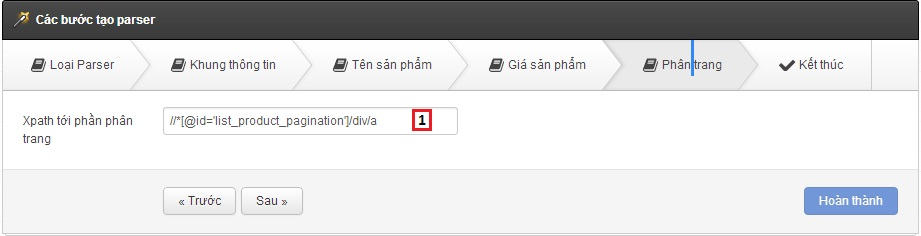 Các bước tạo parser
Loại Parser
Khung thông tin
Tên sản phẩm
Giá sản phẩm
Phân trang
Kết thúc
Xpath tới phần phân
trang
//*[@id='list_product_pagination']/div/a
1
« Trước
Sau »
Hoàn thành